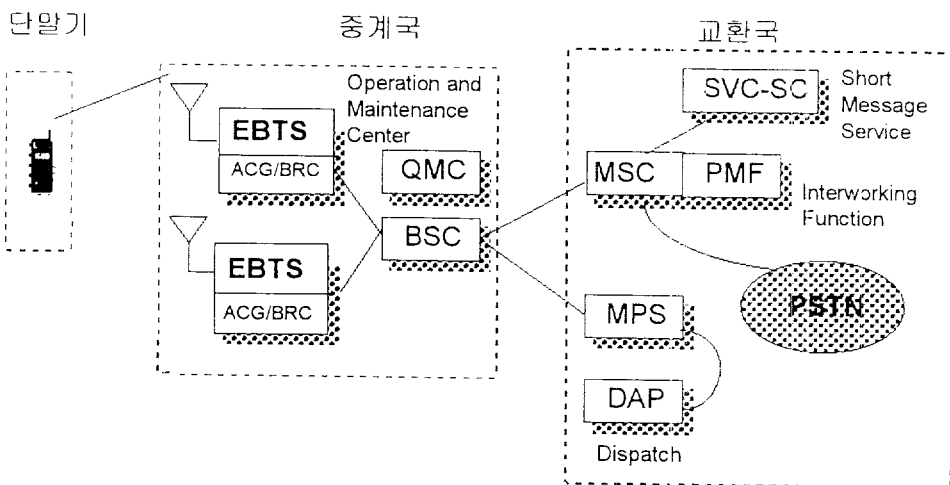 단말기
중계국
교환국
Operation and
Maintenance
Center
EBTS
ACG/BRC
QMC
BSC
EBTS
ACG/BRC
SVC-SC
Short
Message
Service
MSC
PMF
Interworking
Function
PSTN
MPS
DAP
Dispatch